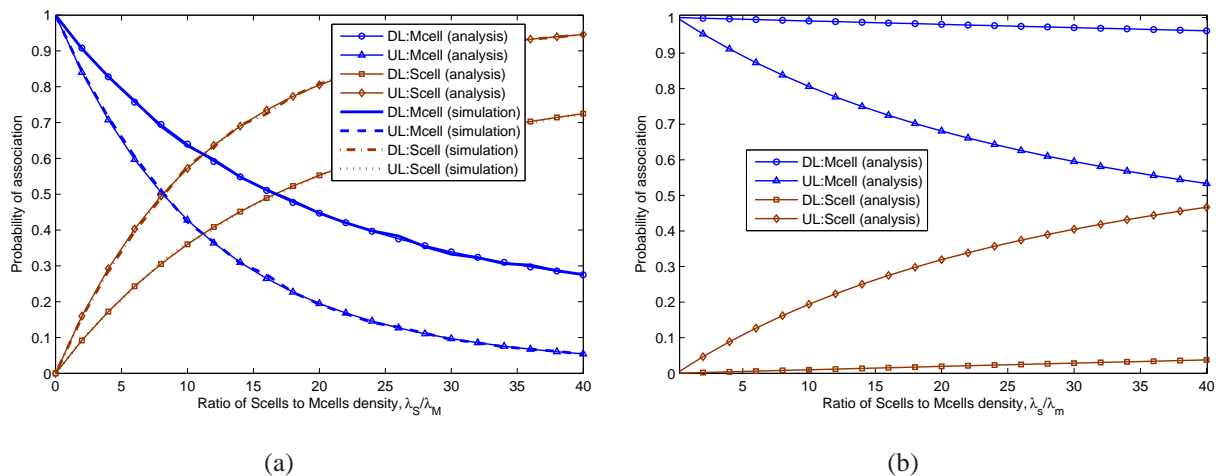 1
0.9
0.8
0.7
0.6
0.5
0.4
0.3
0.2
0.1
0
Probability of association
0 5 10 15 20 25 30 35 40
Ratio of Scells to Mcells density, λS/λM
DL:Mcell (analysis)
UL:Mcell (analysis)
DL:Scell (analysis)
UL:Scell (analysis)
DL:Mcell (simulation)
UL:Mcell (simulation)
DL:Scell (simulation)
UL:Scell (simulation)
(a)
1
0.9
0.8
0.7
0.6
0.5
0.4
0.3
0.2
0.1
0
Probability of association
5 10 15 20 25 30 35 40
Ratio of Scells to Mcells density, λs/λm
DL:Mcell (analysis)
UL:Mcell (analysis)
DL:Scell (analysis)
UL:Scell (analysis)
(b)